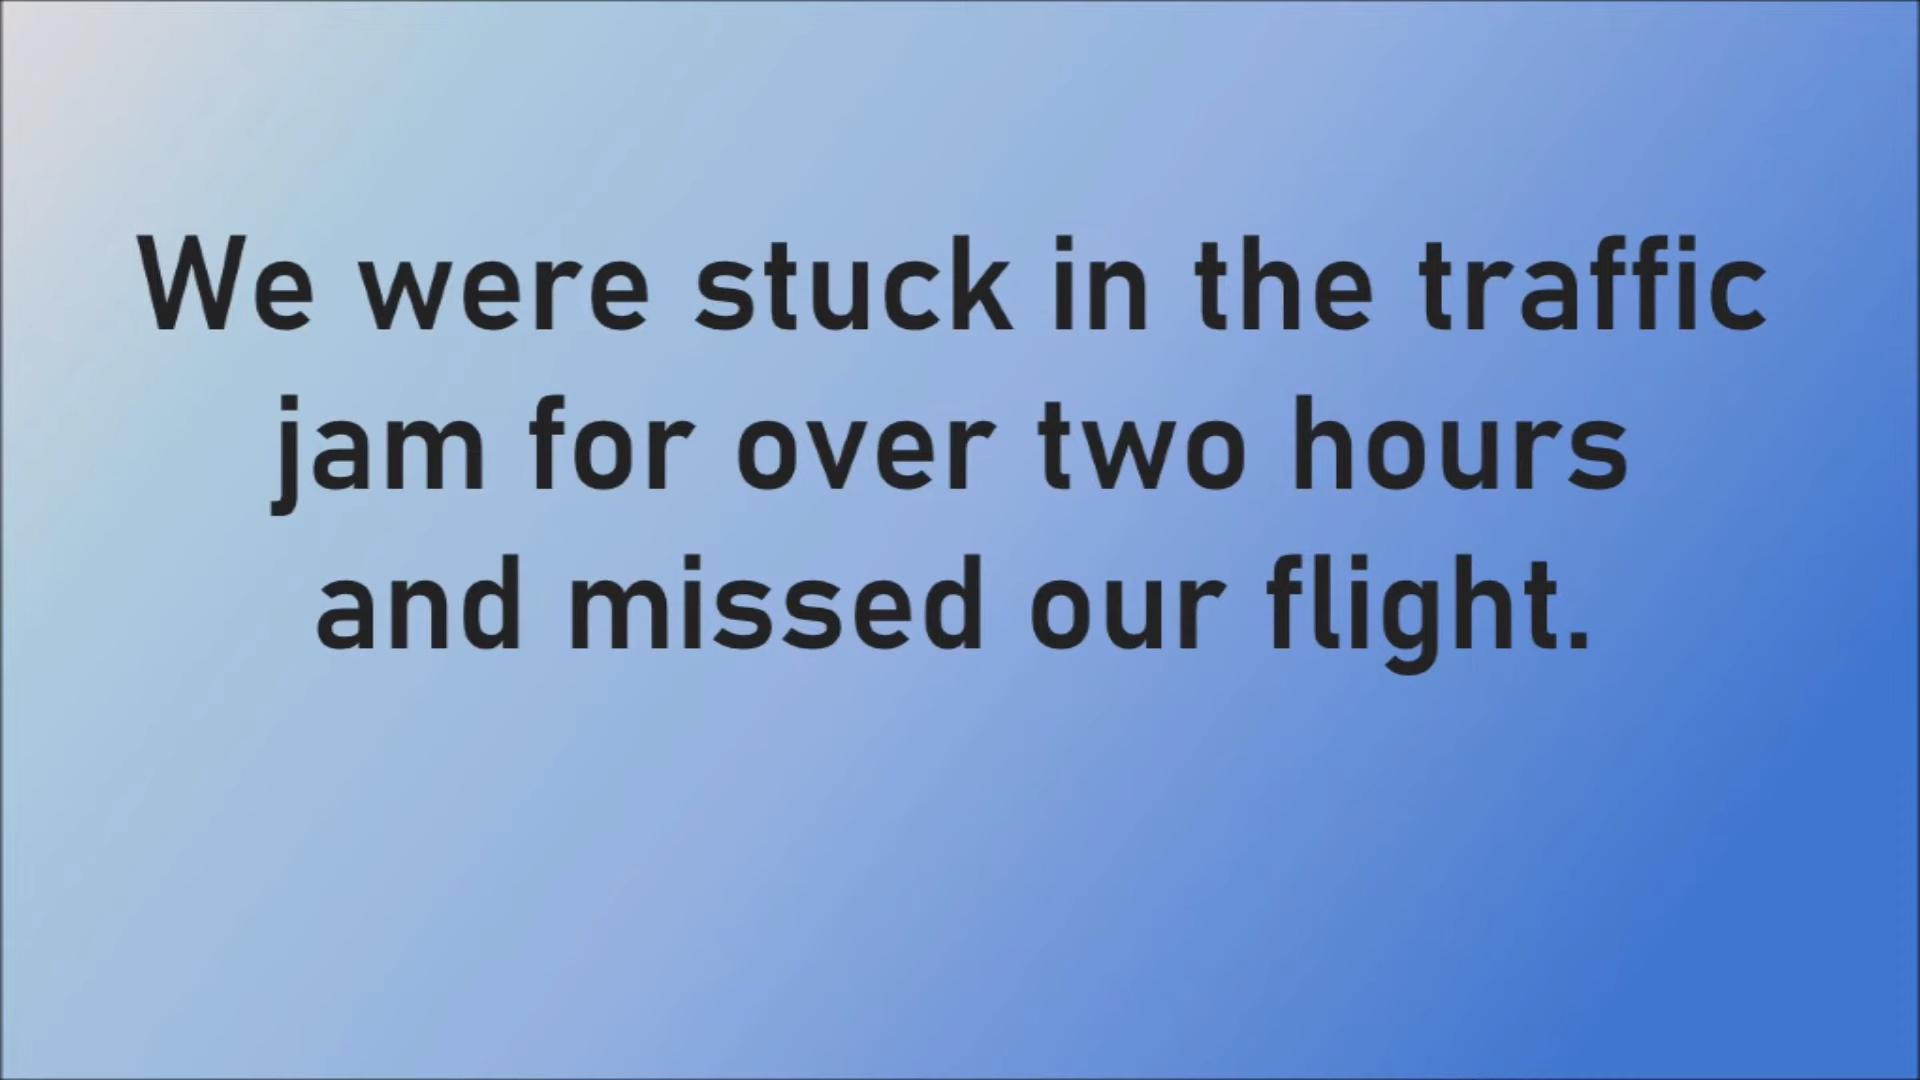 We were stuck in the traffic
jam for over two hours
and missed our flight.